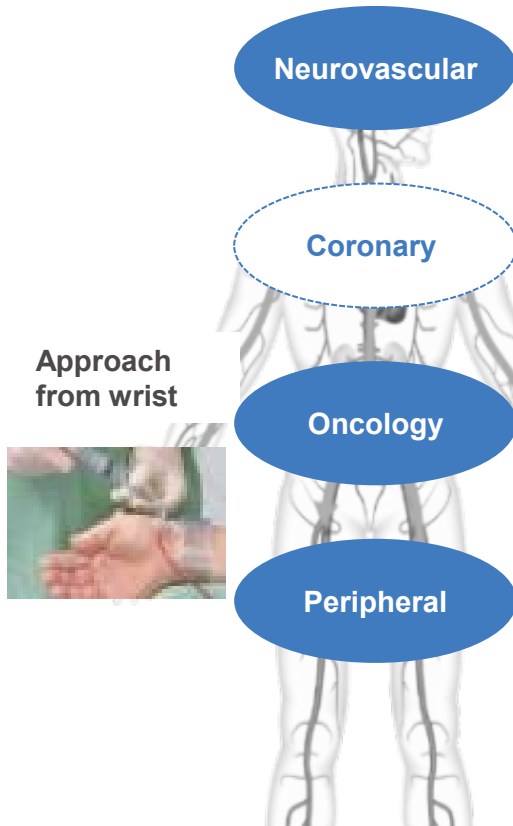 Neurovascular
Coronary
Approach
from wrist
Oncology
Peripheral